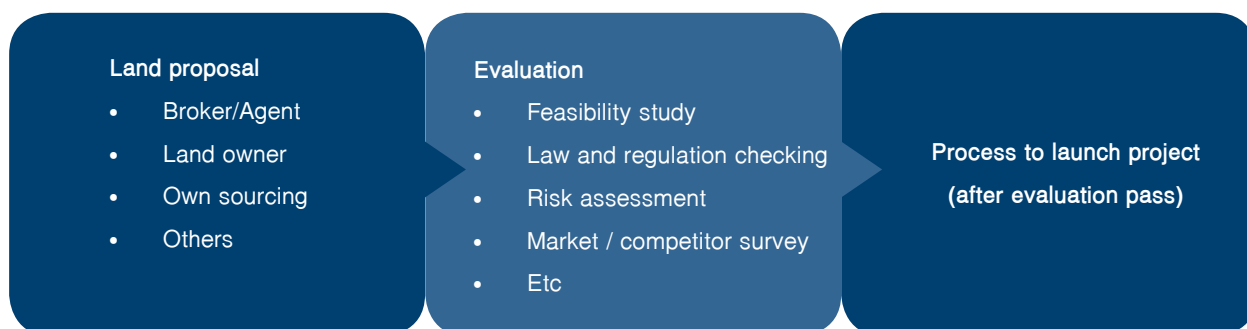 Land proposal
• Broker/Agent
• Land owner
• Own sourcing
• Others
Evaluation
• Feasibility study
• Law and regulation checking
• Risk assessment
• Market / competitor survey
• Etc
Process to launch project
(after evaluation pass)